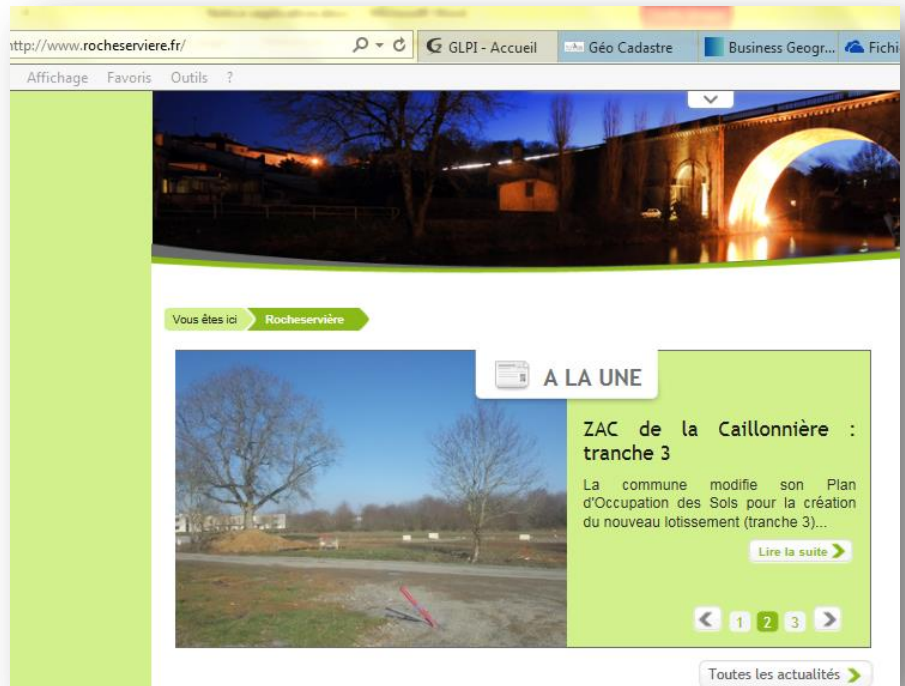 ttp://www.rocheserviere.fr/
GLPI - Accueil
Géo Cadastre
Business Geogr...
Fichi
Affichage Favoris Outils ?
Vous êtes ici
Rocheservière
A LA UNE
ZAC de la Caillonnière :
tranche 3
La commune modifie son Plan
d'Occupation des Sols pour la création
du nouveau lotissement (tranche 3)...
Lire la suite
1 2 3
Toutes les actualités